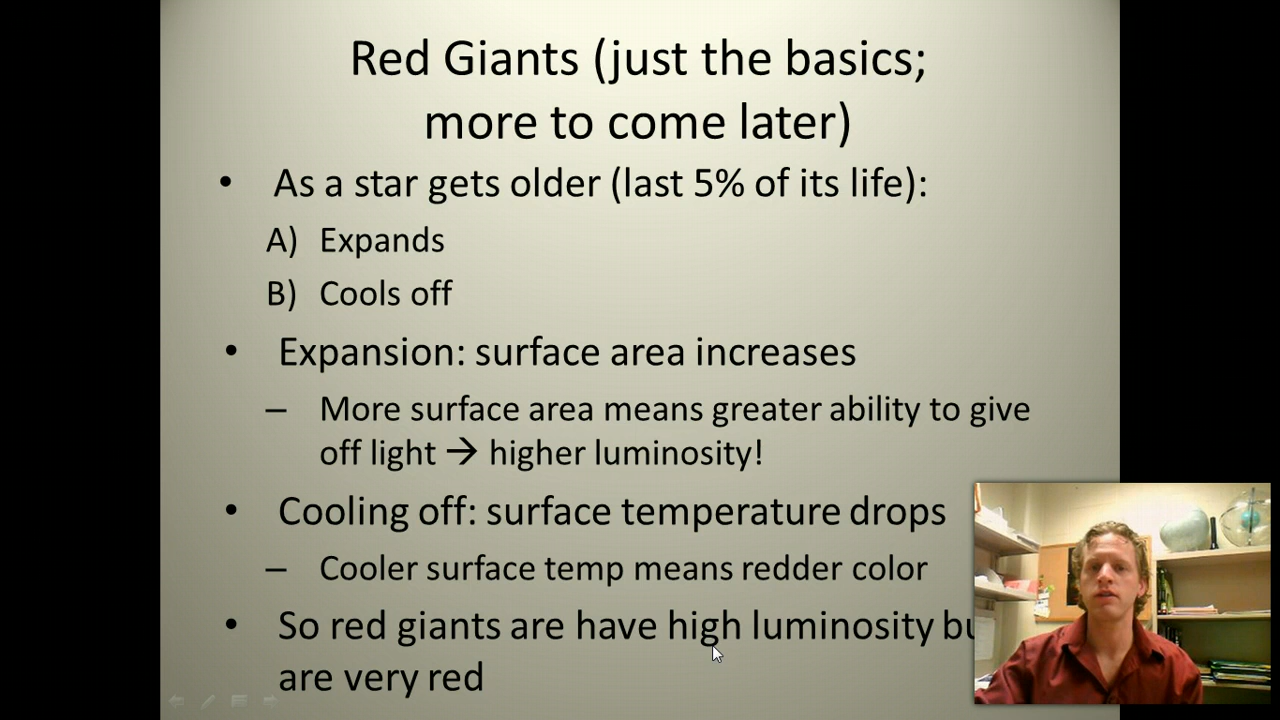 Red Giants (just the basics;
more to come later)
• As a star gets older (last 5% of its life):
A) Expands
B) Cools off
• Expansion: surface area increases
– More surface area means greater ability to give
off light → higher luminosity!
• Cooling off: surface temperature drops
– Cooler surface temp means redder color
• So red giants are have high luminosity
are very red